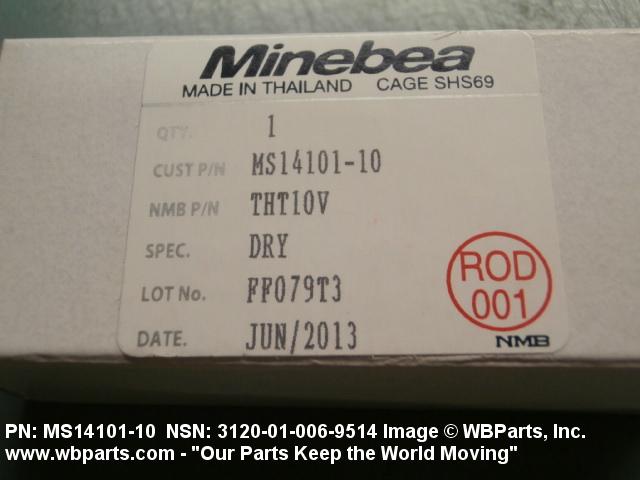 Minebea
MADE IN THAILAND CAGE SHS69
QTY. 1
CUST P/N MS14101-10
NMB P/N THT10V
SPEC. DRY
LOT No. FF079T3
DATE. JUN/2013
ROD
001
NMB
PN: MS14101-10 NSN: 3120-01-006-9514 Image © WBParts, Inc.
www.wbparts.com - "Our Parts Keep the World Moving"